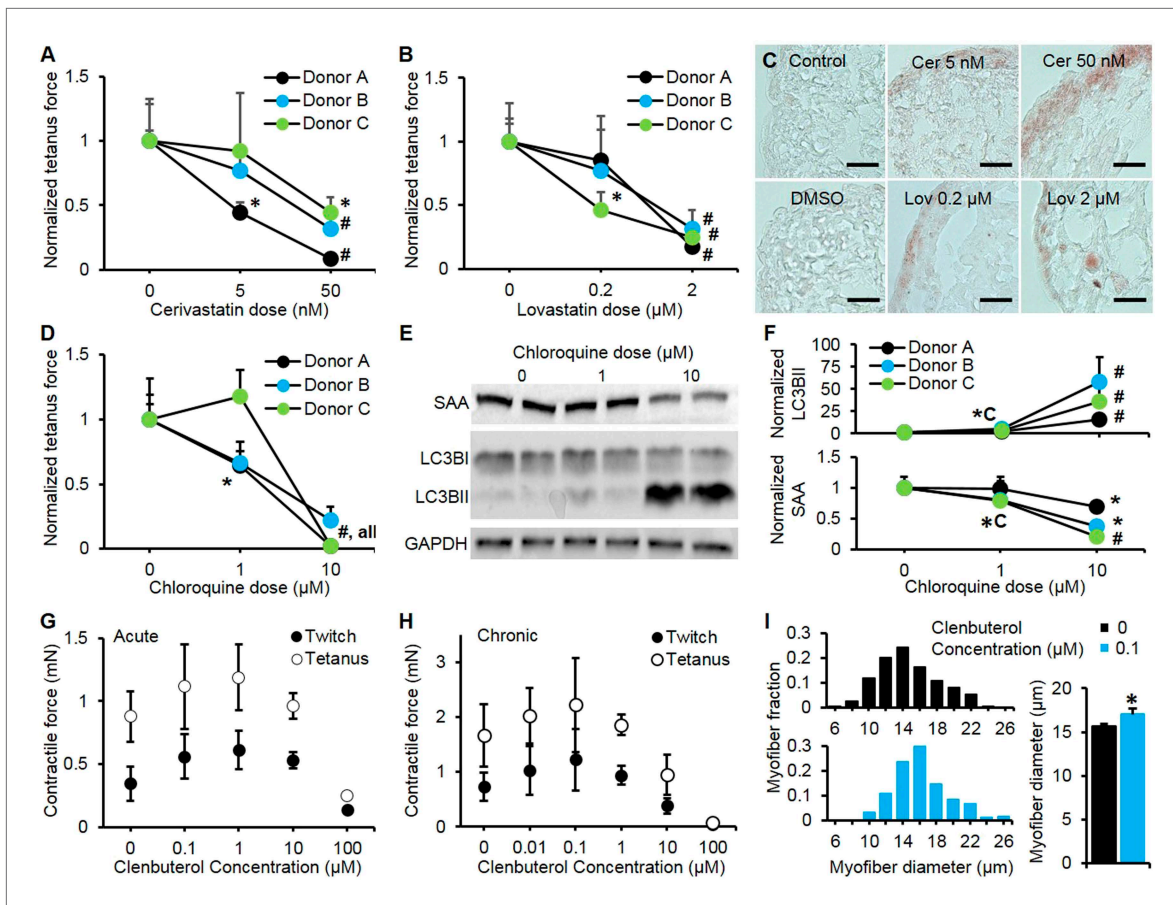 A
Normalized tetanus force
1.5
1
0.5
0
Donor A
Donor B
Donor C
*
*
#
#
0
5
50
Cerivastatin dose (nM)
B
Normalized tetanus force
1.5
1
0.5
0
Donor A
Donor B
Donor C
*
#
#
#
0
0.2
2
Lovastatin dose (µM)
C
Control
Cer 5 nM
Cer 50 nM
DMSO
Lov 0.2 µM
Lov 2 µM
D
Normalized tetanus force
1.5
1
0.5
0
Donor A
Donor B
Donor C
*
#, all
0
1
10
Chloroquine dose (µM)
E
Chloroquine dose (µM)
0
1
10
SAA
LC3BI
LC3BII
GAPDH
F
Normalized
LC3BII
100
75
50
25
0
Donor A
Donor B
Donor C
*C
#
#
#
Normalized
SAA
1.5
1
0.5
0
*C
*
*
#
0
1
10
Chloroquine dose (µM)
G
Acute
Twitch
Tetanus
Contractile force (mN)
1.5
1
0.5
0
0
0.1
1
10
100
Clenbuterol Concentration (µM)
H
Chronic
Twitch
Tetanus
Contractile force (mN)
3
2
1
0
0
0.01
0.1
1
10
100
Clenbuterol Concentration (µM)
I
Clenbuterol
Concentration (µM)
0
0.1
Myofiber fraction
0.3
0.2
0.1
0
6
10
14
18
22
26
0.3
0.2
0.1
0
6
10
14
18
22
26
Myofiber diameter (µm)
Myofiber diameter (µm)
20
15
10
5
0
*